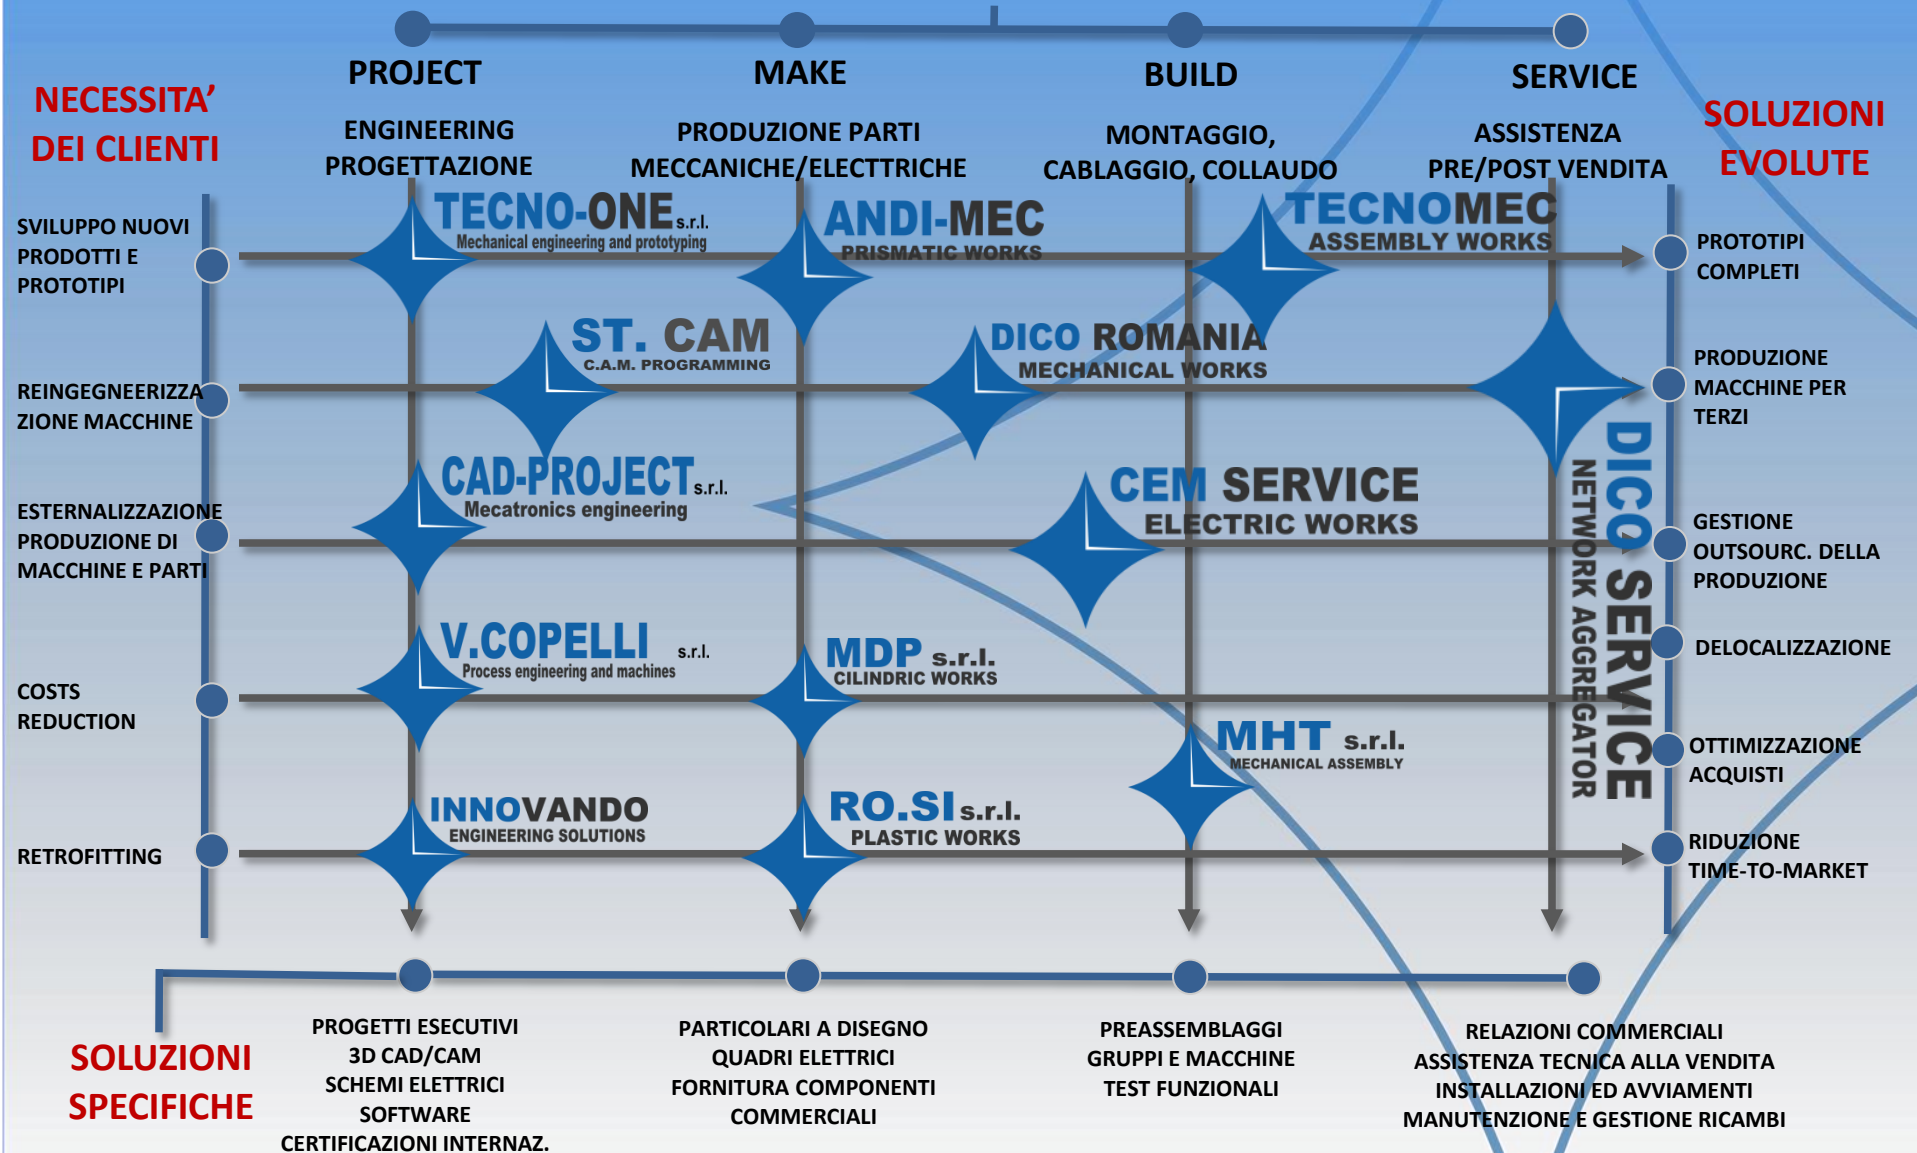 PROJECT
MAKE
BUILD
SERVICE
NECESSITA’
DEI CLIENTI
ENGINEERING
PROGETTAZIONE
PRODUZIONE PARTI
MECCANICHE/ELECTTRICHE
MONTAGGIO,
CABLAGGIO, COLLAUDO
ASSISTENZA
PRE/POST VENDITA
SOLUZIONI
EVOLUTE
SVILUPPO NUOVI
PRODOTTI E
PROTOTIPI
TECNO-ONE s.r.l.
Mechanical engineering and prototyping
ANDI-MEC
PRISMATIC WORKS
TECNOMEC
ASSEMBLY WORKS
PROTOTIPI
COMPLETI
REINGEGNEERIZZA
ZIONE MACCHINE
ST. CAM
C.A.M. PROGRAMMING
DICO ROMANIA
MECHANICAL WORKS
PRODUZIONE
MACCHINE PER
TERZI
ESTERNALIZZAZIONE
PRODUZIONE DI
MACCHINE E PARTI
CAD-PROJECT s.r.l.
Mecatronics engineering
CEM SERVICE
ELECTRIC WORKS
DICO SERVICE
NETWORK AGGREGATOR
GESTIONE
OUTSOURC. DELLA
PRODUZIONE
COSTS
REDUCTION
V.COPELLI s.r.l.
Process engineering and machines
MDP s.r.l.
CILINDRIC WORKS
DELOCALIZZAZIONE
MHT s.r.l.
MECHANICAL ASSEMBLY
OTTIMIZZAZIONE
ACQUISTI
RETROFITTING
INNOVANDO
ENGINEERING SOLUTIONS
RO.SI s.r.l.
PLASTIC WORKS
RIDUZIONE
TIME-TO-MARKET
SOLUZIONI
SPECIFICHE
PROGETTI ESECUTIVI
3D CAD/CAM
SCHEMI ELETTRICI
SOFTWARE
CERTIFICAZIONI INTERNAZ.
PARTICOLARI A DISEGNO
QUADRI ELETTRICI
FORNITURA COMPONENTI
COMMERCIALI
PREASSEMBLAGGI
GRUPPI E MACCHINE
TEST FUNZIONALI
RELAZIONI COMMERCIALI
ASSISTENZA TECNICA ALLA VENDITA
INSTALLAZIONI ED AVVIAMENTI
MANUTENZIONE E GESTIONE RICAMBI